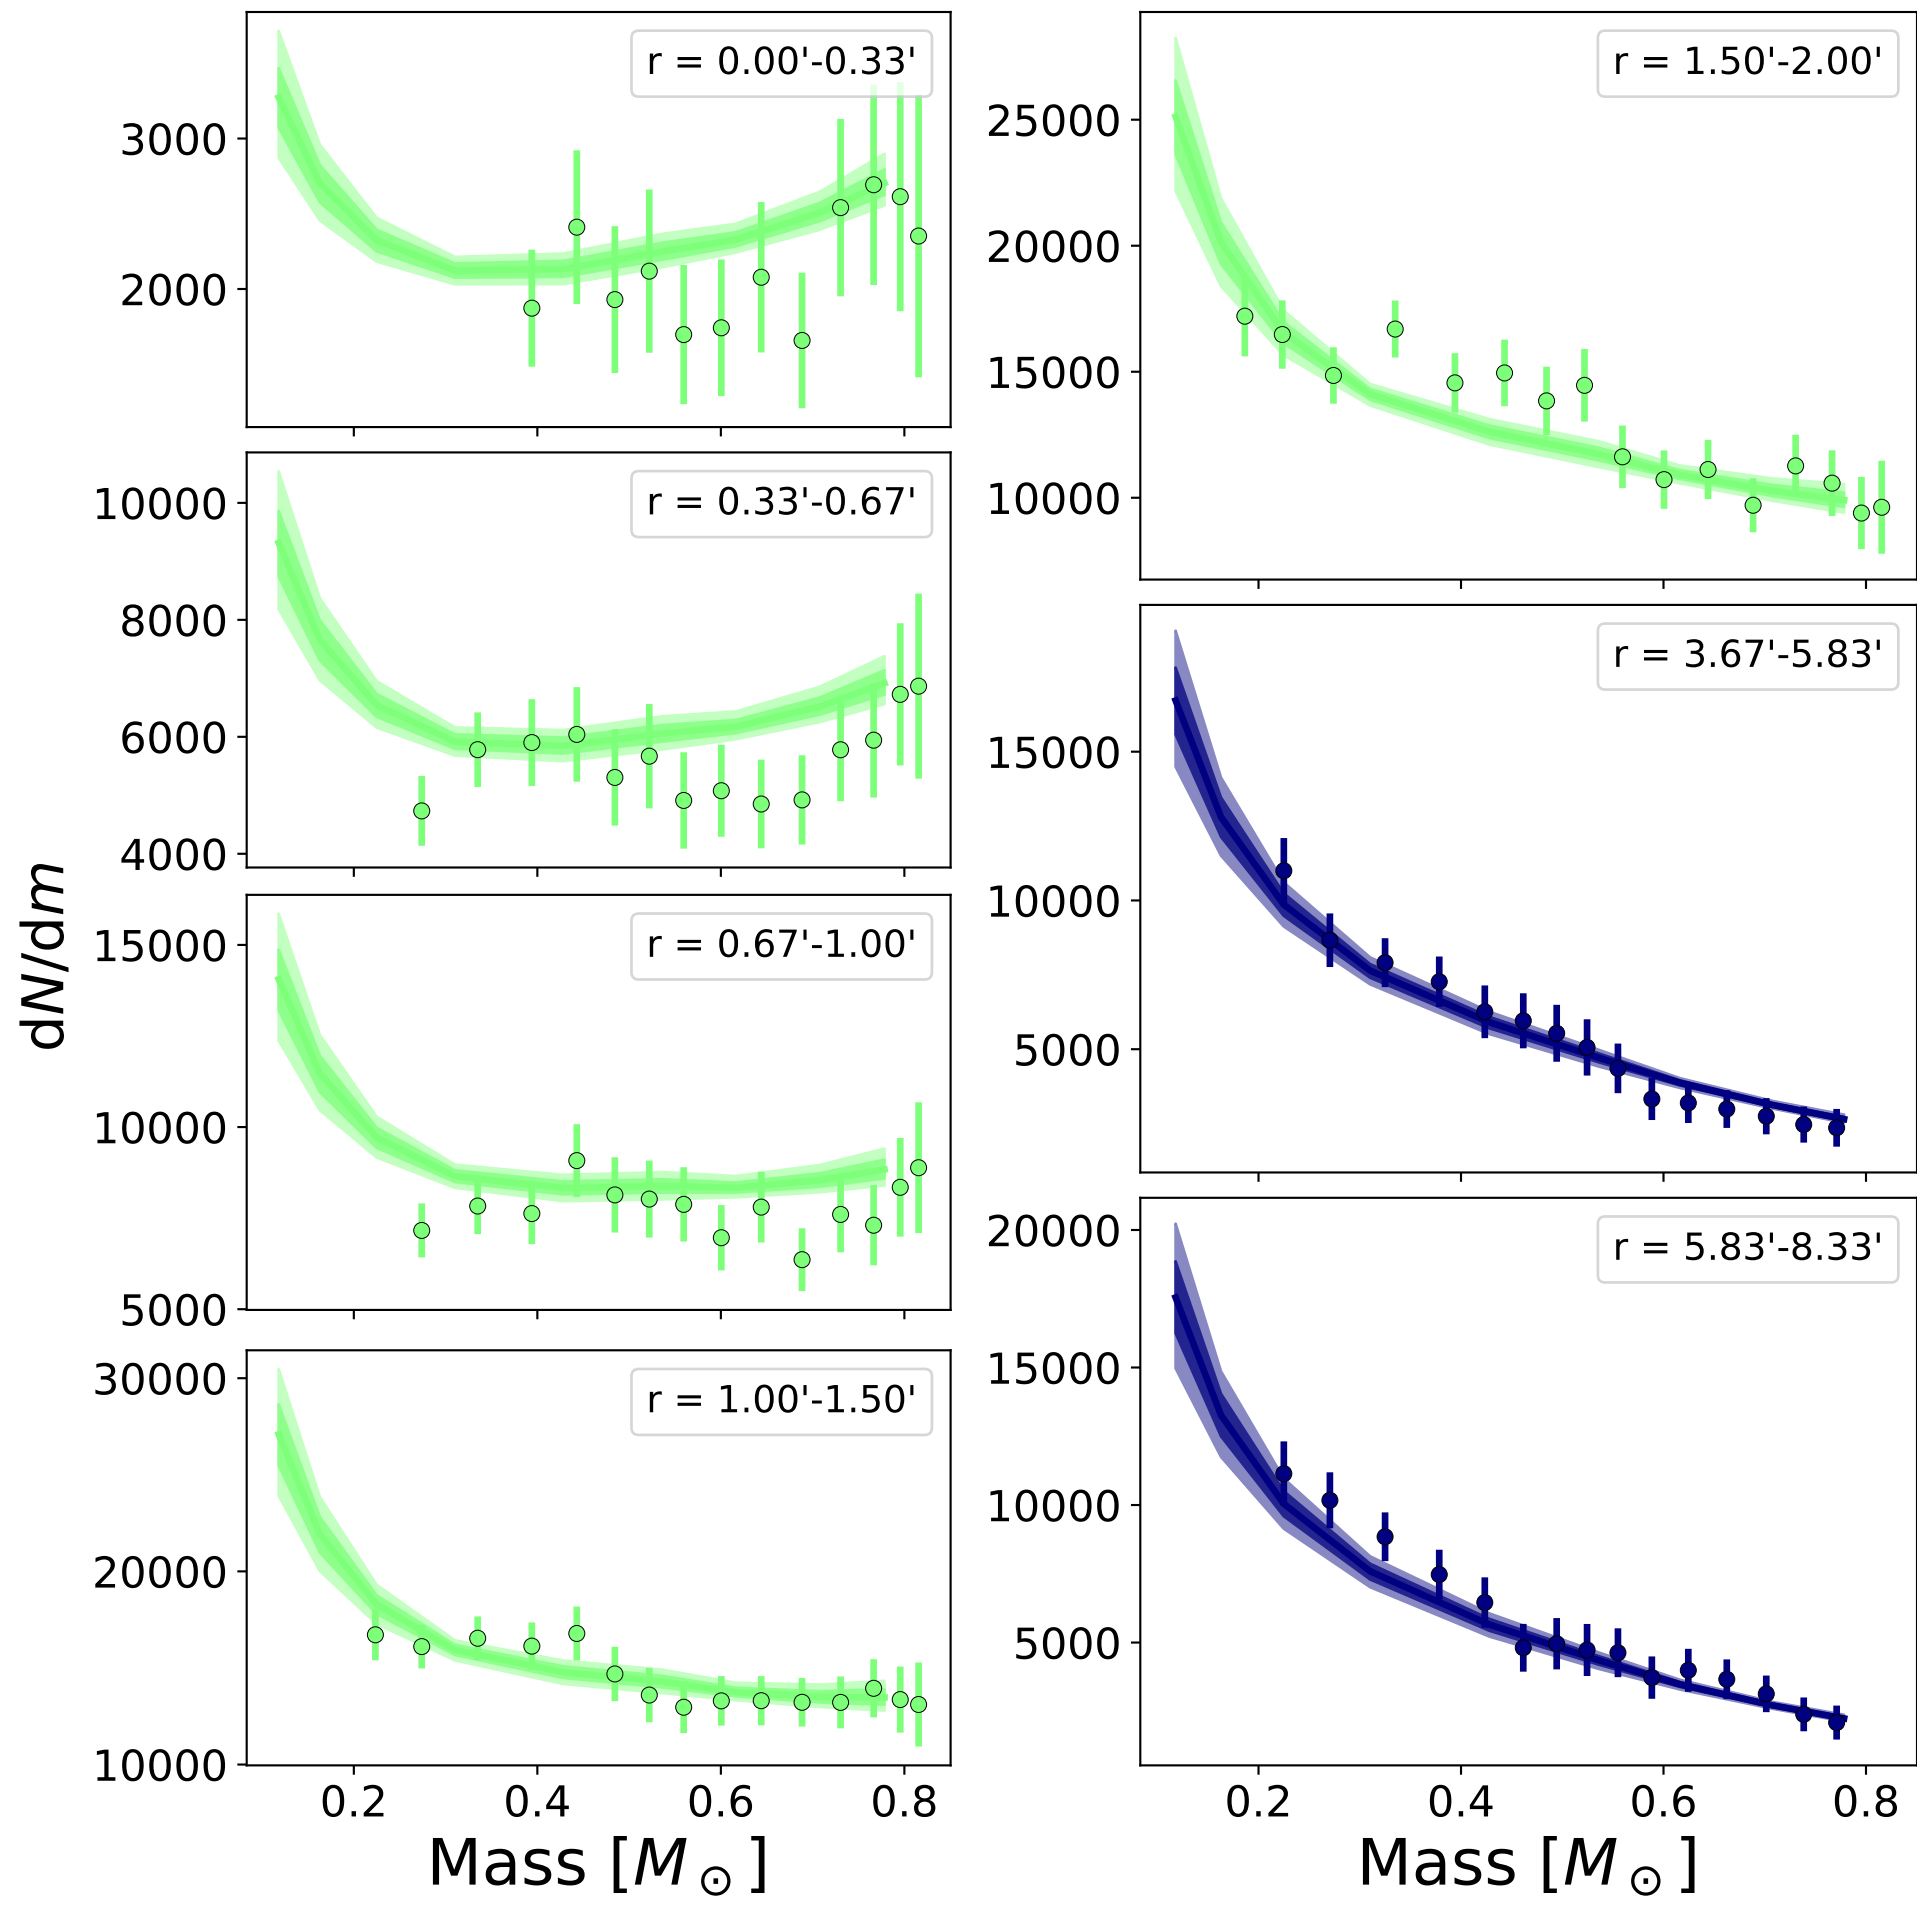 dN/dm
r = 0.00'-0.33'
3000
2000
r = 0.33'-0.67'
10000
8000
6000
4000
r = 0.67'-1.00'
15000
10000
5000
r = 1.00'-1.50'
30000
20000
10000
0.2 0.4 0.6 0.8
Mass [M⊙]
r = 1.50'-2.00'
25000
20000
15000
10000
r = 3.67'-5.83'
15000
10000
5000
r = 5.83'-8.33'
20000
15000
10000
5000
0.2 0.4 0.6 0.8
Mass [M⊙]